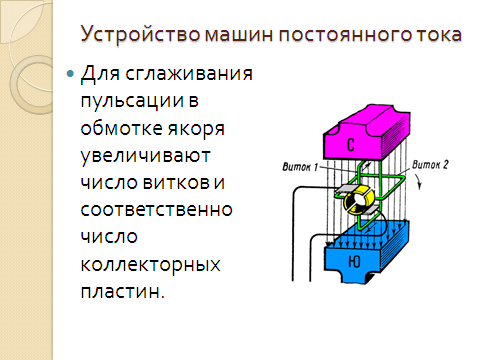 Устройство машин постоянного тока
Для сглаживания
пульсации в
обмотке якоря
увеличивают
число витков и
соответственно
число
коллекторных
пластин.
С
Виток 1
Виток 2
Ю